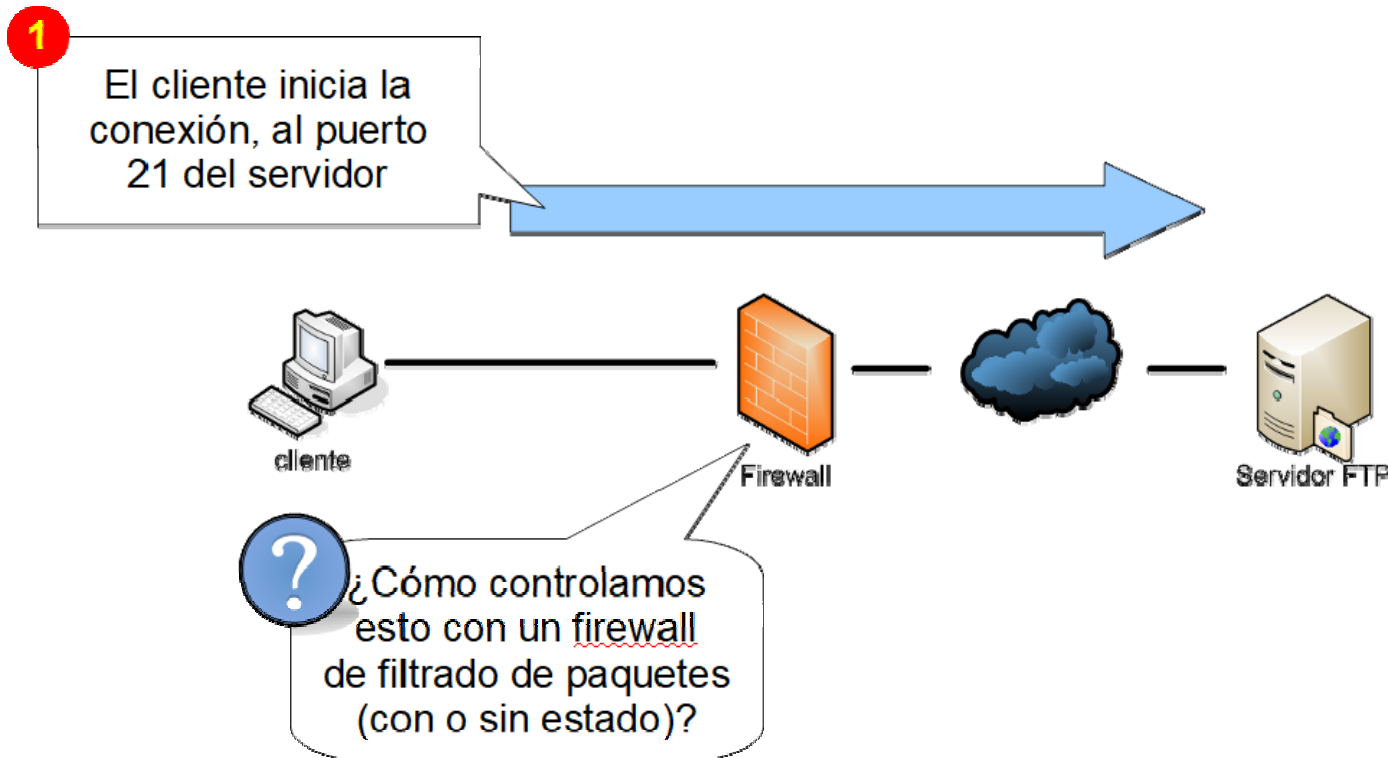 1
El cliente inicia la
conexión, al puerto
21 del servidor
cliente
Firewall
Servidor FTP
?
¿Cómo controlamos
esto con un firewall
de filtrado de paquetes
(con o sin estado)?